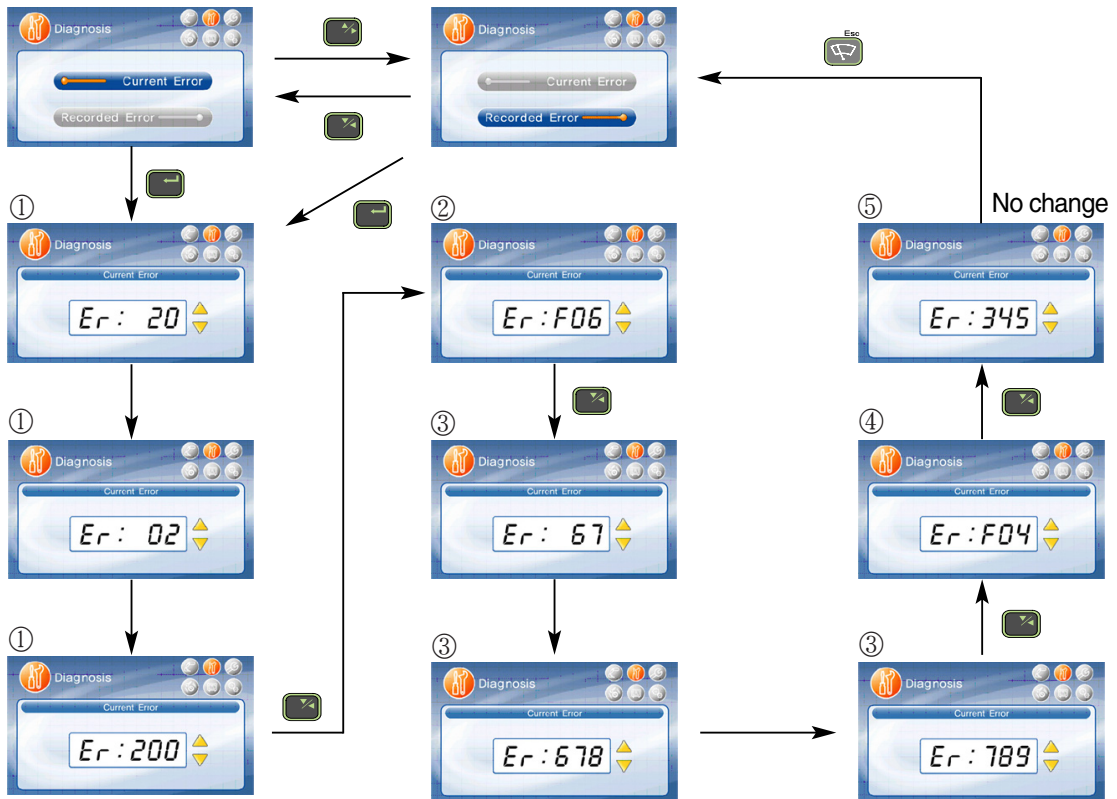 Diagnosis
Current Error
Recorded Error
Diagnosis
Current Error
Recorded Error
Esc
①
Diagnosis
Current Error
Er: 20
②
Diagnosis
Current Error
Er:F06
⑤
No change
Diagnosis
Current Error
Er:345
①
Diagnosis
Current Error
Er: 02
③
Diagnosis
Current Error
Er: 67
④
Diagnosis
Current Error
Er:F04
①
Diagnosis
Current Error
Er:200
③
Diagnosis
Current Error
Er:678
③
Diagnosis
Current Error
Er:789